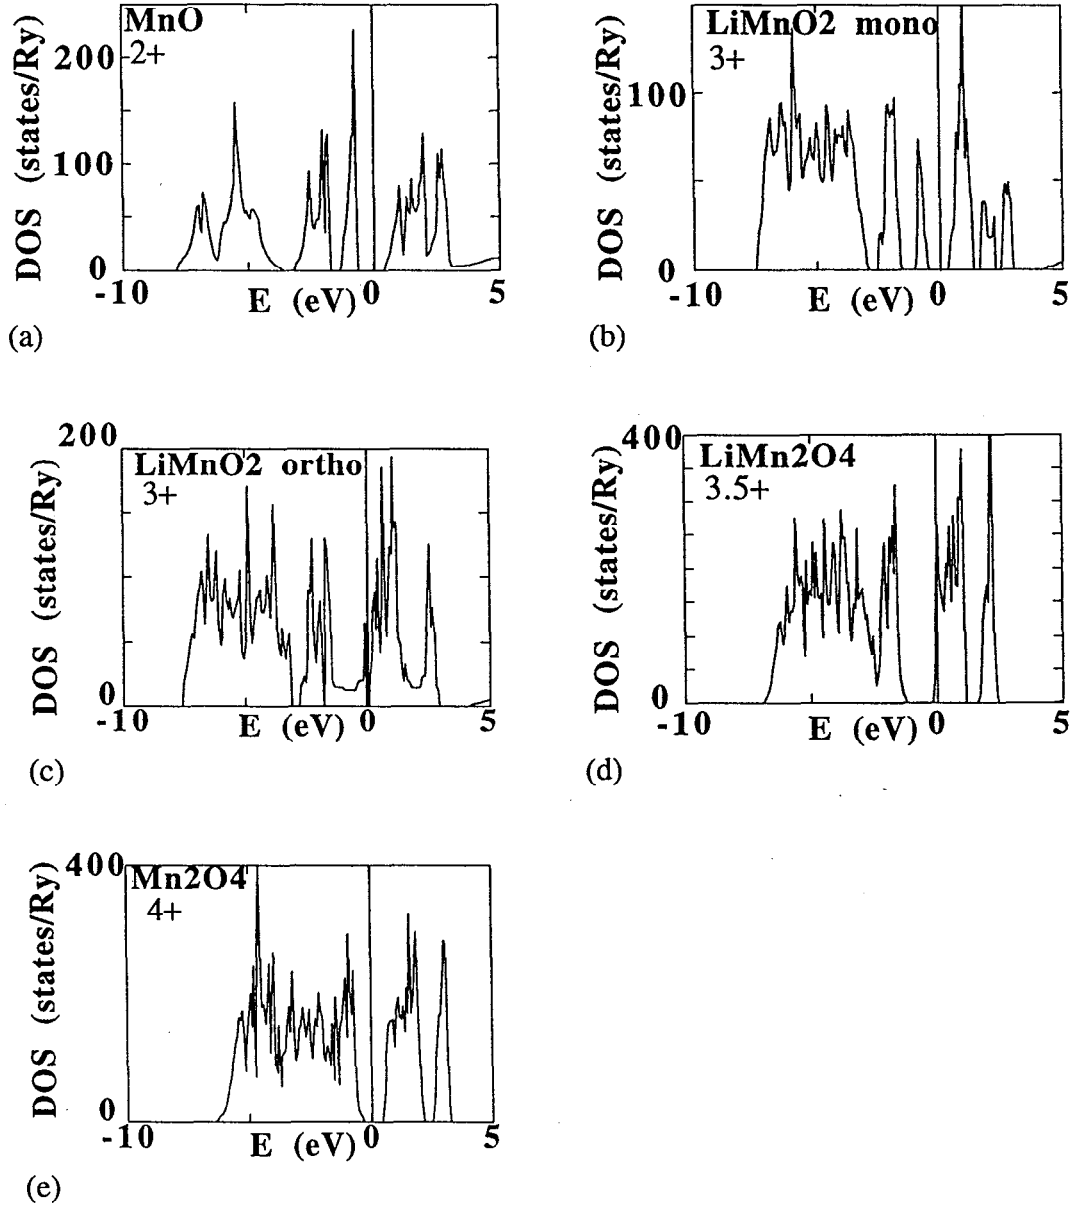 MnO
2+
200
100
0
DOS (states/Ry)
-10 0 5
E (eV)
(a)
LiMnO2 mono
3+
100
0
DOS (states/Ry)
-10 0 5
E (eV)
(b)
200
LiMnO2 ortho
3+
0
DOS (states/Ry)
-10 0 5
E (eV)
(c)
400
LiMn2O4
3.5+
0
DOS (states/Ry)
-10 0 5
E (eV)
(d)
400
Mn2O4
4+
0
DOS (states/Ry)
-10 0 5
E (eV)
(e)